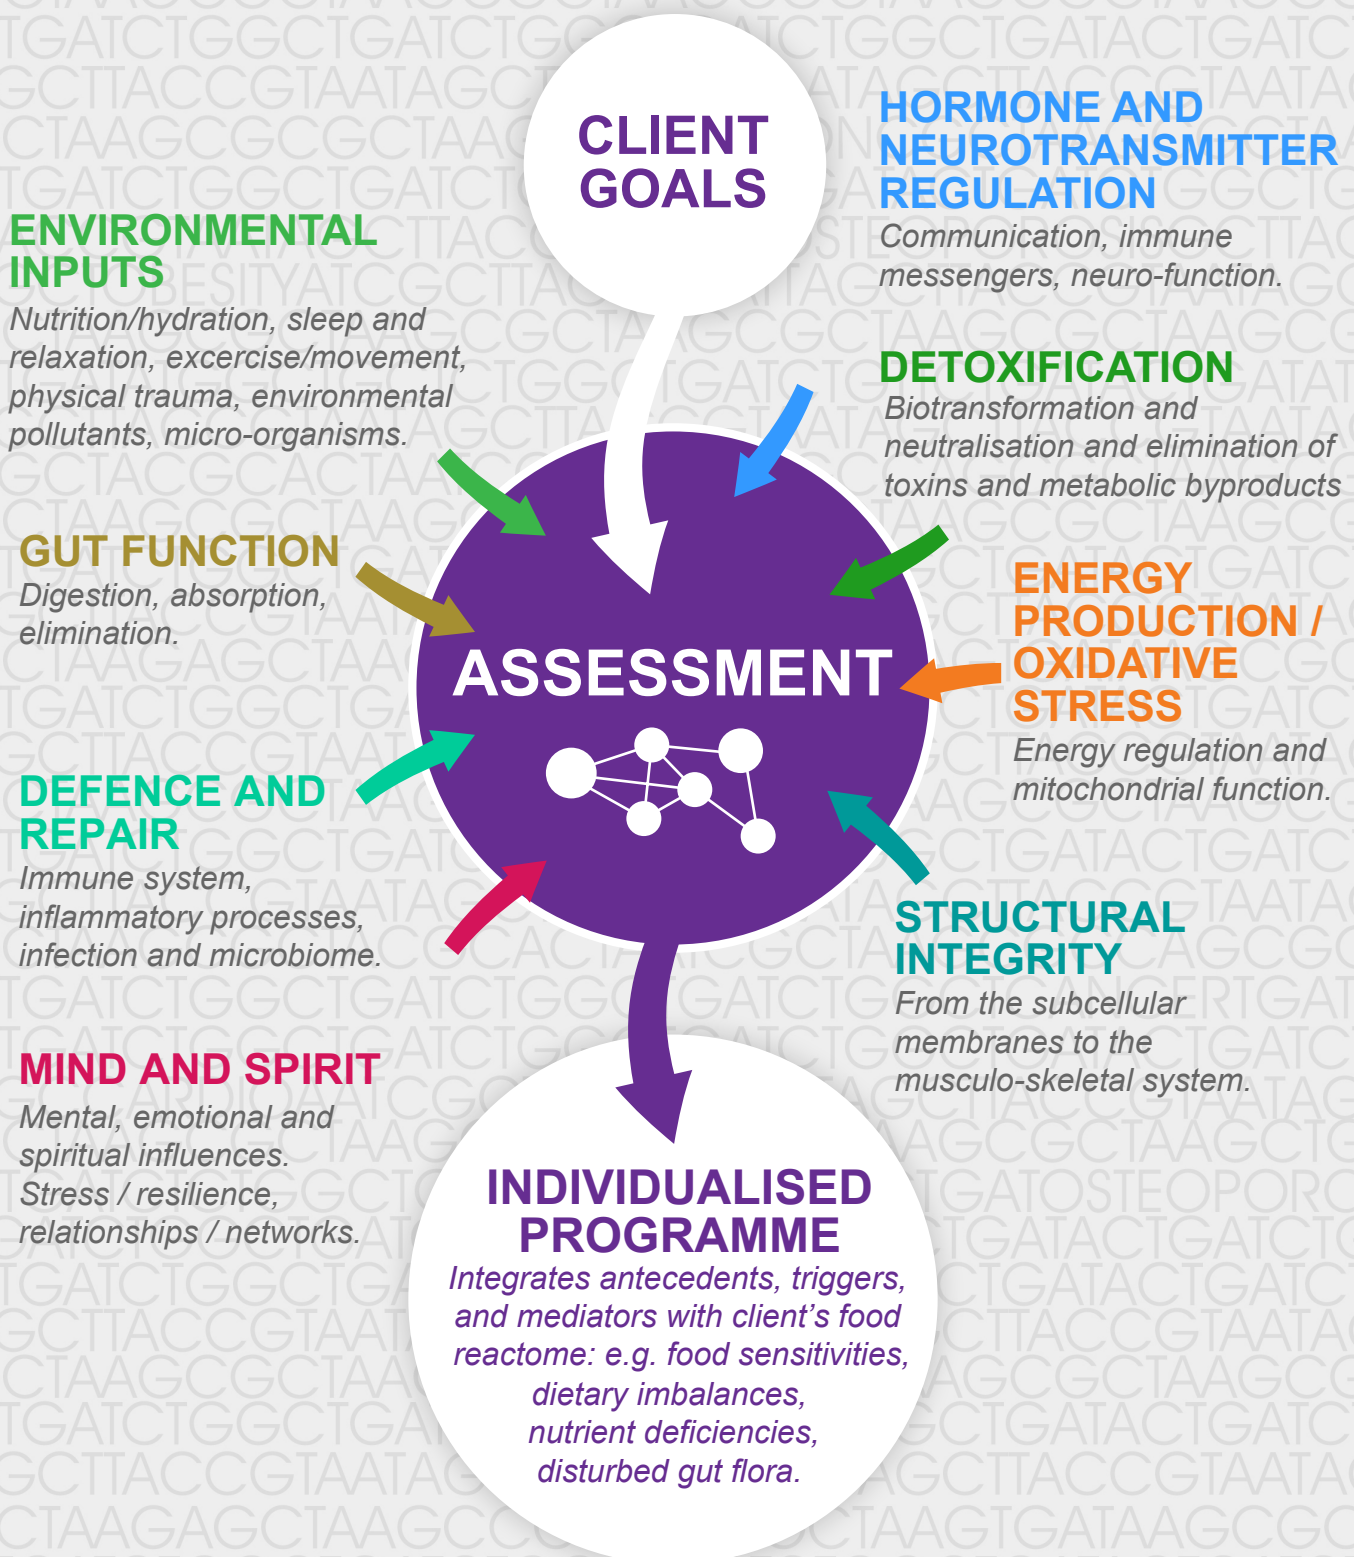 CLIENT
GOALS
HORMONE AND
NEUROTRANSMITTER
REGULATION
Communication, immune
messengers, neuro-function.
ENVIRONMENTAL
INPUTS
Nutrition/hydration, sleep and
relaxation, excercise/movement,
physical trauma, environmental
pollutants, micro-organisms.
DETOXIFICATION
Biotransformation and
neutralisation and elimination of
toxins and metabolic byproducts
GUT FUNCTION
Digestion, absorption,
elimination.
ENERGY
PRODUCTION /
OXIDATIVE
STRESS
Energy regulation and
mitochondrial function.
ASSESSMENT
DEFENCE AND
REPAIR
Immune system,
inflammatory processes,
infection and microbiome.
STRUCTURAL
INTEGRITY
From the subcellular
membranes to the
musculo-skeletal system.
MIND AND SPIRIT
Mental, emotional and
spiritual influences.
Stress / resilience,
relationships / networks.
INDIVIDUALISED
PROGRAMME
Integrates antecedents, triggers,
and mediators with client’s food
reactome: e.g. food sensitivities,
dietary imbalances,
nutrient deficiencies,
disturbed gut flora.